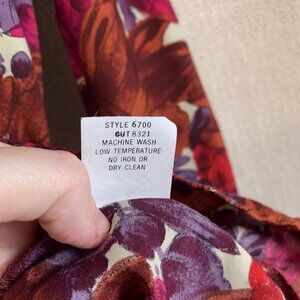 STYLE 6700
CUT 8321
MACHINE WASH
LOW TEMPERATURE
NO IRON OR
DRY CLEAN